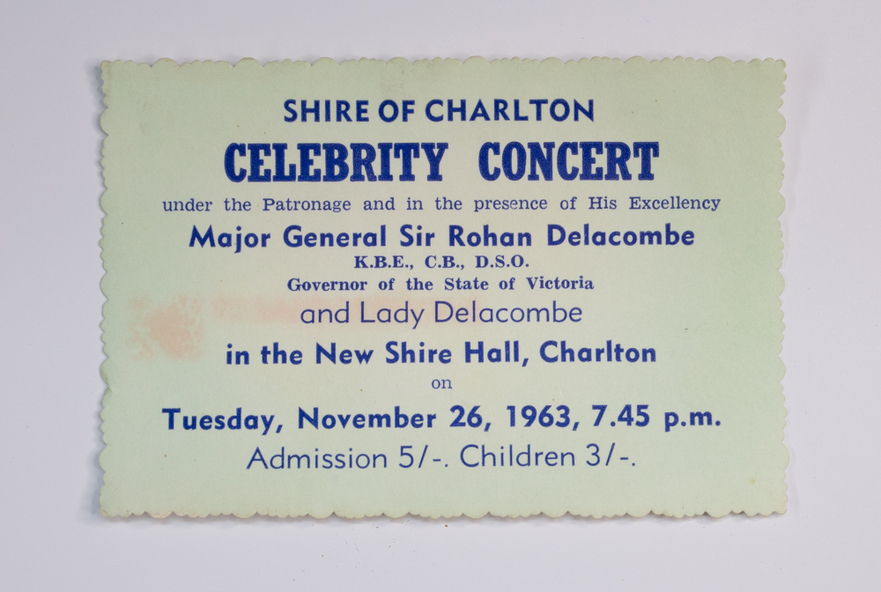 SHIRE OF CHARLTON
CELEBRITY CONCERT
under the Patronage and in the presence of His Excellency
Major General Sir Rohan Delacombe
K.B.E., C.B., D.S.O.
Governor of the State of Victoria
and Lady Delacombe
in the New Shire Hall, Charlton
on
Tuesday, November 26, 1963, 7.45 p.m.
Admission 5/-. Children 3/-.